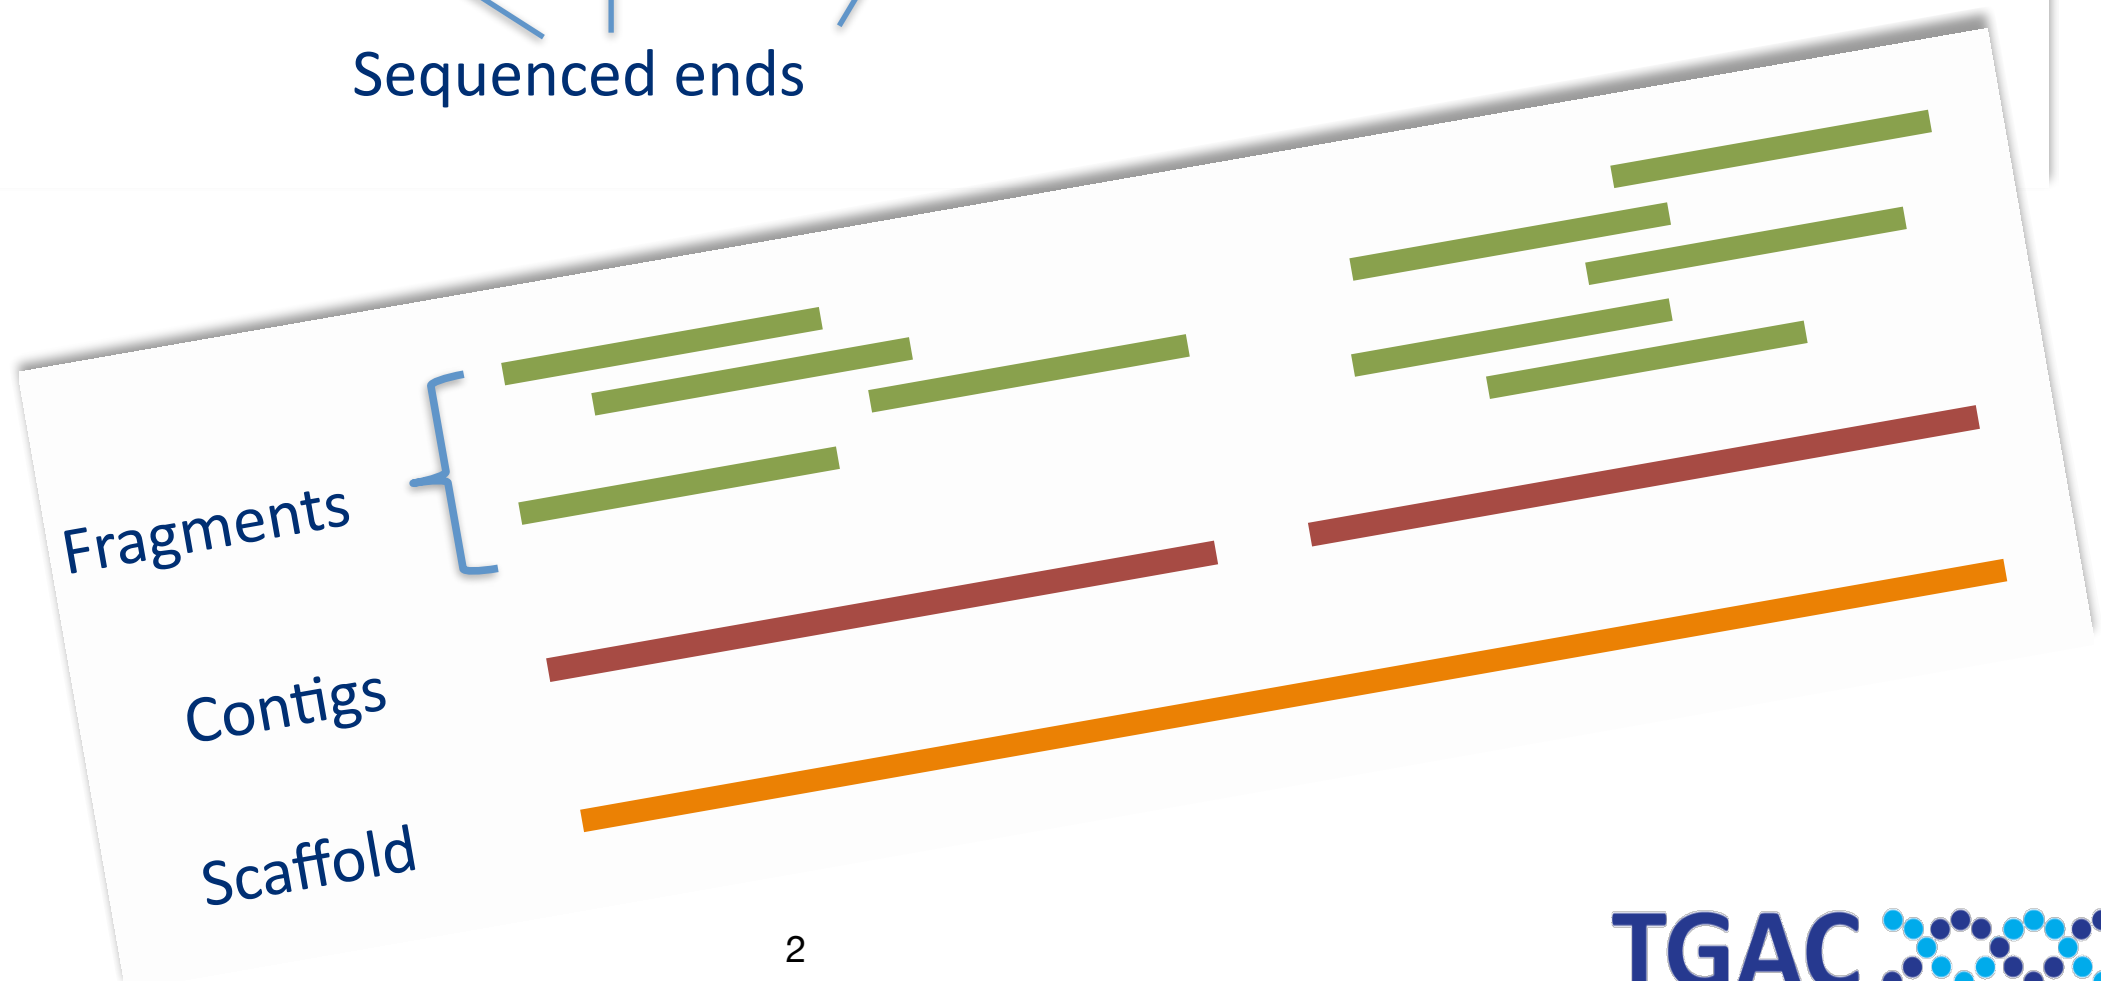 Sequenced ends
Fragments
Contigs
Scaffold
2
TGAC